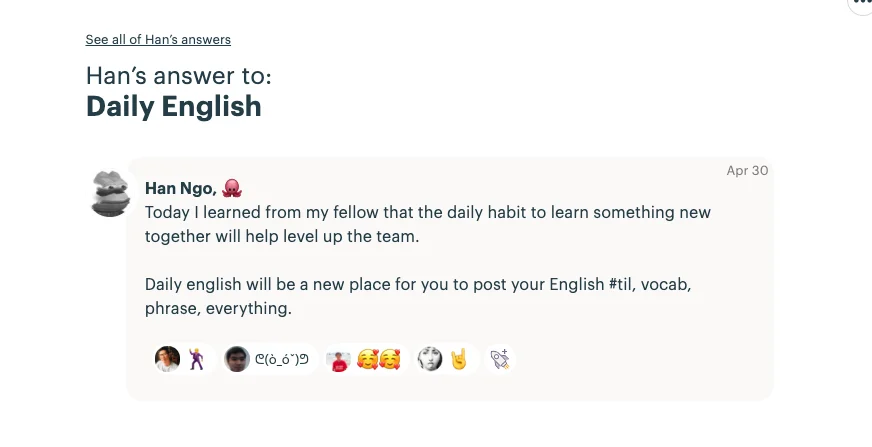 See all of Han's answers
Han's answer to:
Daily English
Apr 30
Han Ngo, 🐙
Today I learned from my fellow that the daily habit to learn something new
together will help level up the team.
Daily english will be a new place for you to post your English #til, vocab,
phrase, everything.
🕺 ᕦ(ò_óˇ)ᕤ 🥰🥰 🤘